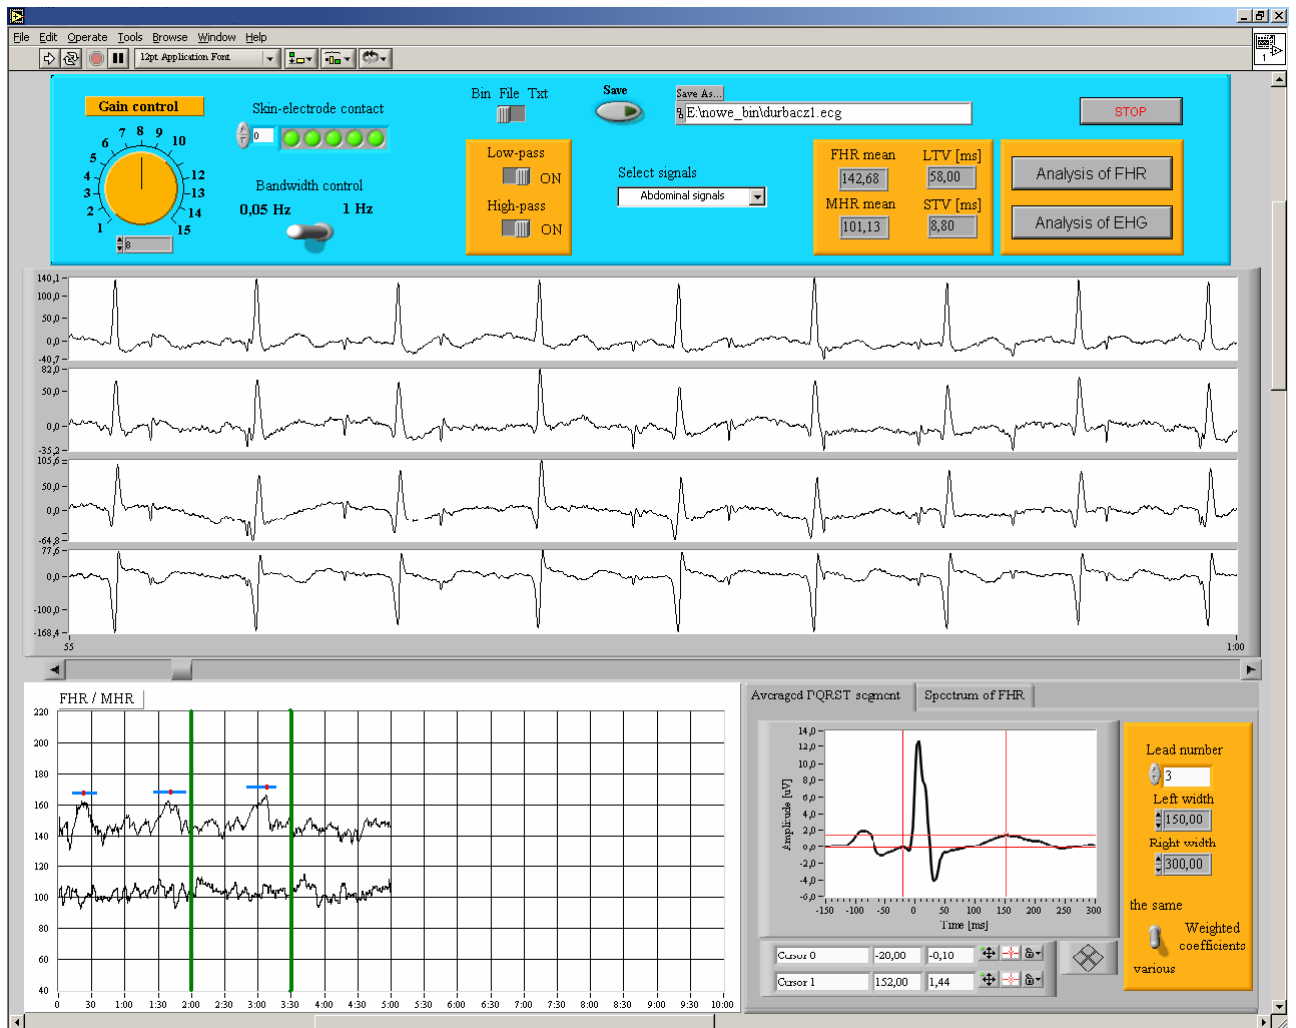 File Edit Operate Tools Browse Window Help
12pt Application Font
1
Gain control
1 2 3 4 5 6 7 8 9 10 12 13 14 15
8
Skin-electrode contact
0
Bandwidth control
0,05 Hz 1 Hz
Bin File Txt
Save
Save As...
E:\nowe_bin\durbacz1.ecg
STOP
Low-pass
ON
High-pass
ON
Select signals
Abdominal signals
FHR mean LTV [ms]
142,68 58,00
MHR mean STV [ms]
101,13 8,80
Analysis of FHR
Analysis of EHG
140,1
100,0
50,0
0,0
-40,7
82,0
50,0
0,0
-33,2
105,6
50,0
0,0
-64,8
77,6
0,0
-100,0
-168,4
55 1:00
FHR / MHR
220
200
180
160
140
120
100
80
60
40
0 30 1:00 1:30 2:00 2:30 3:00 3:30 4:00 4:30 5:00 5:30 6:00 6:30 7:00 7:30 8:00 8:30 9:00 9:30 10:00
Averaged PQRST segment Spectrum of FHR
14,0
12,0
10,0
8,0
6,0
4,0
2,0
0,0
-2,0
-4,0
-6,0
Amplitude [uV]
-150 -100 -50 0 50 100 150 200 250 300
Time [ms]
Cursor 0 -20,00 -0,10
Cursor 1 152,00 1,44
Lead number
3
Left width
150,00
Right width
300,00
the same
Weighted
coefficients
various